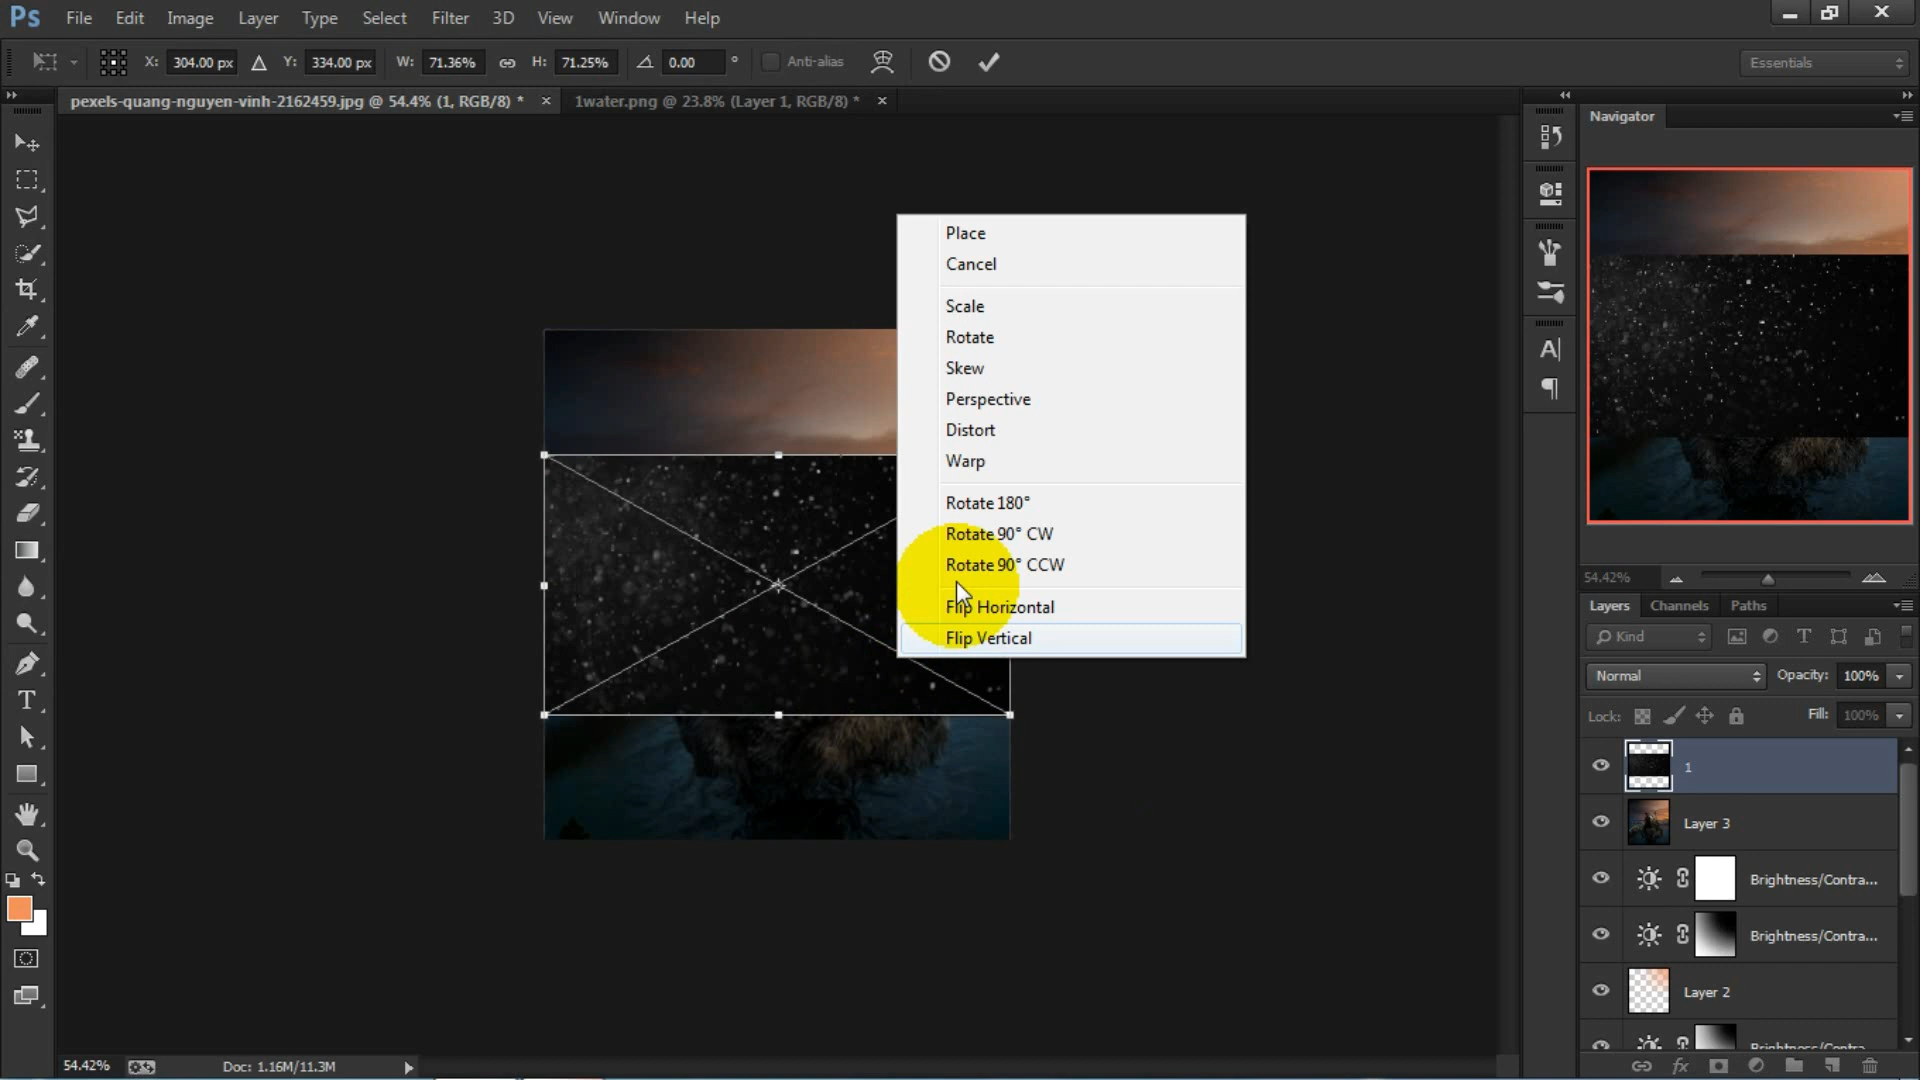 Ps File Edit Image Layer Type Select Filter 3D View Window Help
X: 304.00 px Y: 334.00 px W: 71.36% H: 71.25% 0.00 ° Anti-alias Essentials
pexels-quang-nguyen-vinh-2162459.jpg @ 54.4% (1, RGB/8) * × 1water.png @ 23.8% (Layer 1, RGB/8) * ×
Navigator
Place
Cancel
Scale
Rotate
Skew
Perspective
Distort
Warp
Rotate 180°
Rotate 90° CW
Rotate 90° CCW
Flip Horizontal
Flip Vertical
54.42%
Layers Channels Paths
Kind
Normal Opacity: 100%
Lock: Fill: 100%
1
Layer 3
Brightness/Contra...
Brightness/Contra...
Layer 2
Brightness/Contra...
54.42% Doc: 1.16M/11.3M